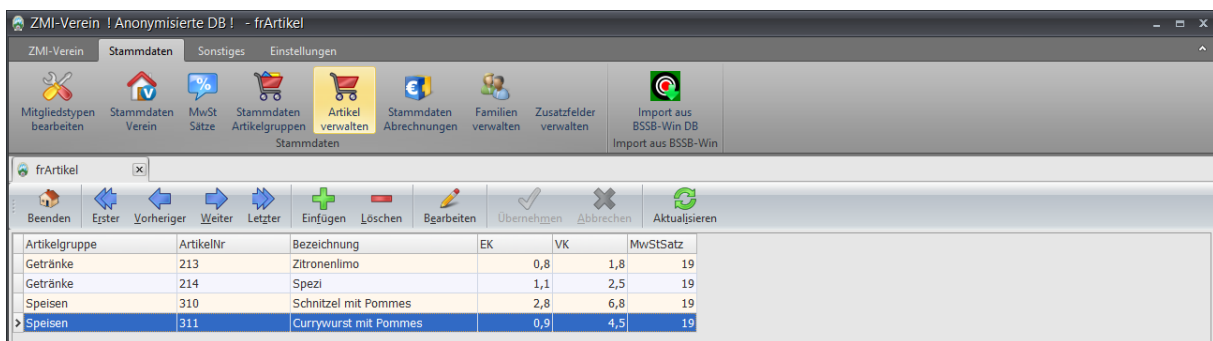 ZMI-Verein ! Anonymisierte DB ! - frArtikel
ZMI-Verein Stammdaten Sonstiges Einstellungen
Mitgliedstypen bearbeiten
Stammdaten Verein
MwSt Sätze
Stammdaten Artikelgruppen
Artikel verwalten
Stammdaten Abrechnungen
Familien verwalten
Zusatzfelder verwalten
Import aus BSSB-Win DB
Stammdaten Import aus BSSB-Win
frArtikel
Beenden Erster Vorheriger Weiter Letzter Einfügen Löschen Bearbeiten Übernehmen Abbrechen Aktualisieren
Artikelgruppe ArtikelNr Bezeichnung EK VK MwStSatz
Getränke 213 Zitronenlimo 0,8 1,8 19
Getränke 214 Spezi 1,1 2,5 19
Speisen 310 Schnitzel mit Pommes 2,8 6,8 19
Speisen 311 Currywurst mit Pommes 0,9 4,5 19